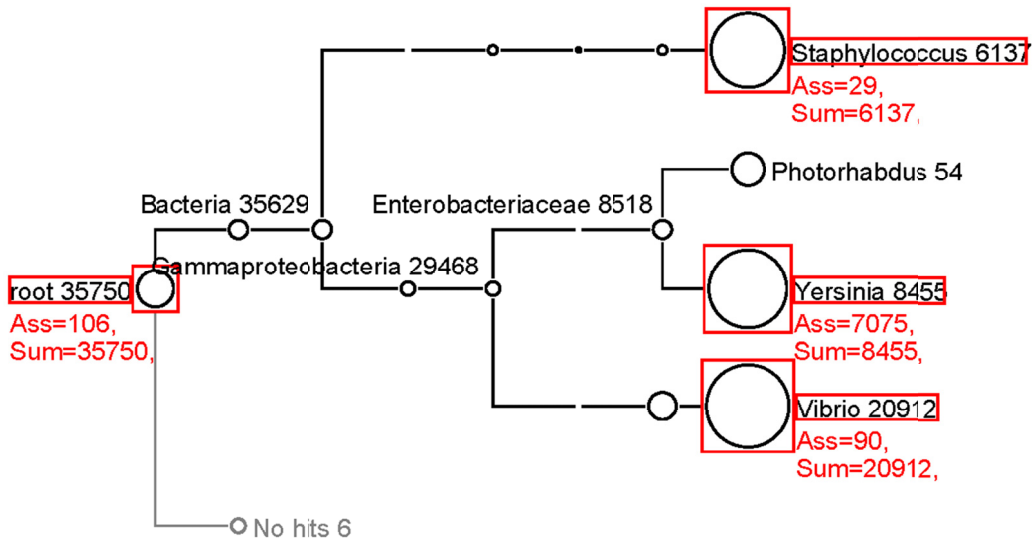 Staphylococcus 6137
Ass=29,
Sum=6137,
Photorhabdus 54
Bacteria 35629
Enterobacteriaceae 8518
Gammaproteobacteria 29468
root 35750
Ass=106,
Sum=35750,
Yersinia 8455
Ass=7075,
Sum=8455,
Vibrio 20912
Ass=90,
Sum=20912,
No hits 6